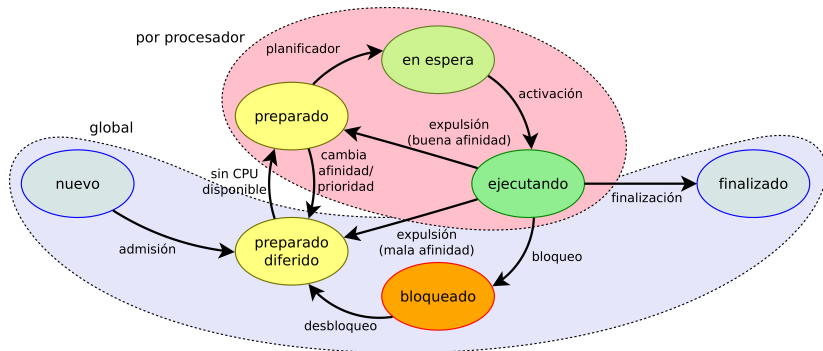 por procesador
planificador
en espera
activación
preparado
expulsión
(buena afinidad)
global
sin CPU
disponible
cambia
afinidad/
prioridad
nuevo
ejecutando
finalización
finalizado
admisión
preparado
diferido
expulsión
(mala afinidad)
bloqueo
bloqueado
desbloqueo